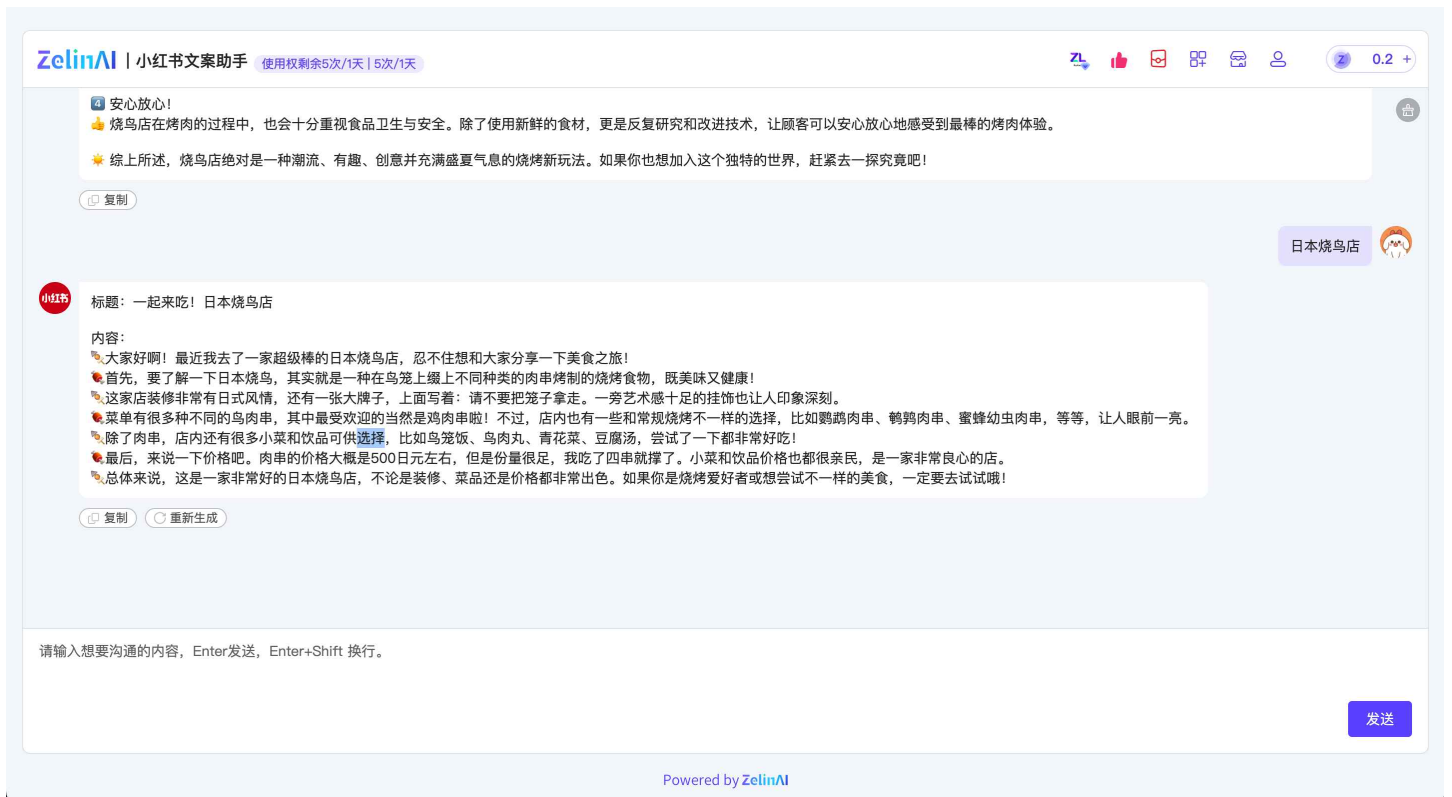 ZelinAI | 小红书文案助手 使用权剩余5次/1天 | 5次/1天
ZL 0.2 +
4 安心放心！
烧鸟店在烤肉的过程中，也会十分重视食品卫生与安全。除了使用新鲜的食材，更是反复研究和改进技术，让顾客可以安心放心地感受到最棒的烤肉体验。
综上所述，烧鸟店绝对是一种潮流、有趣、创意并充满盛夏气息的烧烤新玩法。如果你也想加入这个独特的世界，赶紧去一探究竟吧！
复制
日本烧鸟店
小红书
标题：一起来吃！日本烧鸟店
内容：
🍢大家好啊！最近我去了一家超级棒的日本烧鸟店，忍不住想和大家分享一下美食之旅！
🍖首先，要了解一下日本烧鸟，其实就是一种在鸟笼上缀上不同种类的肉串烤制的烧烤食物，既美味又健康！
🍢这家店装修非常有日式风情，还有一张大牌子，上面写着：请不要把笼子拿走。一旁艺术感十足的挂饰也让人印象深刻。
🍖菜单有很多种不同的鸟肉串，其中最受欢迎的当然是鸡肉串啦！不过，店内也有一些和常规烧烤不一样的选择，比如鹦鹉肉串、鹌鹑肉串、蜜蜂幼虫肉串，等等，让人眼前一亮。
🍢除了肉串，店内还有很多小菜和饮品可供选择，比如鸟笼饭、鸟肉丸、青花菜、豆腐汤，尝试了一下都非常好吃！
🍖最后，来说一下价格吧。肉串的价格大概是500日元左右，但是份量很足，我吃了四串就撑了。小菜和饮品价格也都很亲民，是一家非常良心的店。
🍢总体来说，这是一家非常好的日本烧鸟店，不论是装修、菜品还是价格都非常出色。如果你是烧烤爱好者或想尝试不一样的美食，一定要去试试哦！
复制 重新生成
请输入想要沟通的内容，Enter发送，Enter+Shift 换行。
发送
Powered by ZelinAI